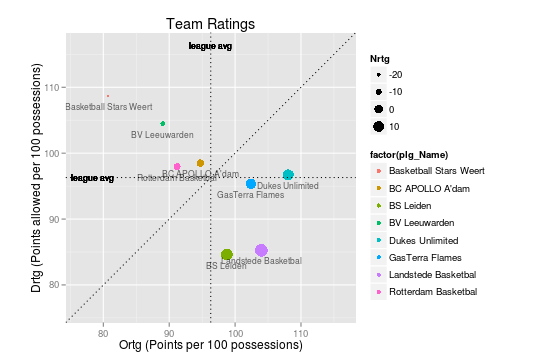 Team Ratings
league avg
110
100
90
80
Drtg (Points allowed per 100 possessions)
Basketball Stars Weert
BV Leeuwarden
BC APOLLO A'dam
Rotterdam Basketbal
league avg
Dukes Unlimited
GasTerra Flames
Landstede Basketbal
BS Leiden
80
90
100
110
Ortg (Points per 100 possessions)
Nrtg
-20
-10
0
10
factor(plg_Name)
Basketball Stars Weert
BC APOLLO A'dam
BS Leiden
BV Leeuwarden
Dukes Unlimited
GasTerra Flames
Landstede Basketbal
Rotterdam Basketbal